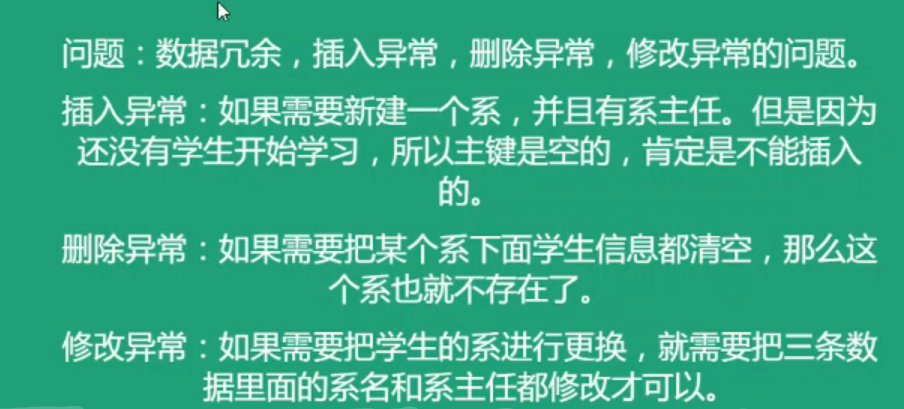 问题：数据冗余，插入异常，删除异常，修改异常的问题。
插入异常：如果需要新建一个系，并且有系主任。但是因为
还没有学生开始学习，所以主键是空的，肯定是不能插入
的。
删除异常：如果需要把某个系下面学生信息都清空，那么这
个系也就不存在了。
修改异常：如果需要把学生的系进行更换，就需要把三条数
据里面的系名和系主任都修改才可以。